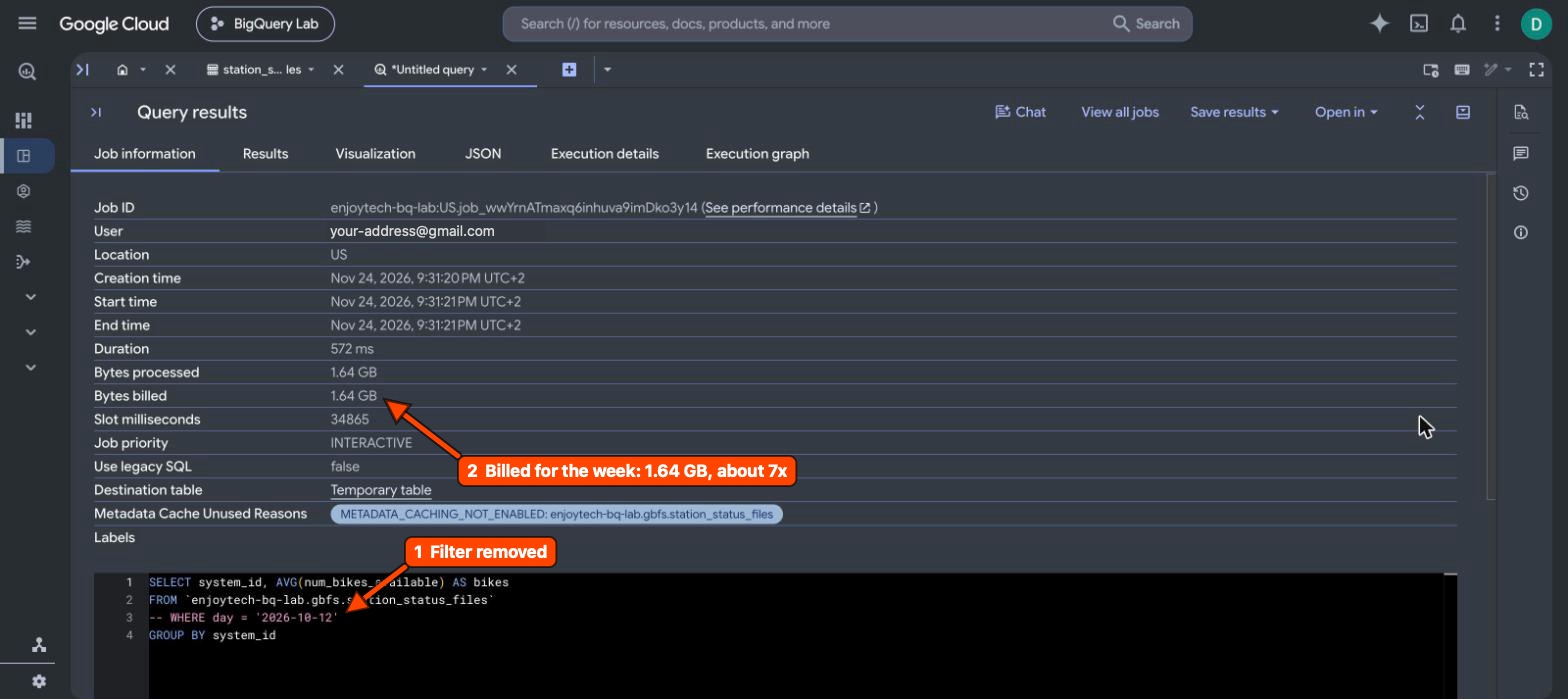 Google Cloud
BigQuery Lab
Search (/) for resources, docs, products, and more
Search
D
station_s... les
*Untitled query
Query results
Chat
View all jobs
Save results
Open in
Job information
Results
Visualization
JSON
Execution details
Execution graph
Job ID enjoytech-bq-lab:US.job_wwYrnATmaxq6inhuva9imDko3y14 (See performance details )
User your-address@gmail.com
Location US
Creation time Nov 24, 2026, 9:31:20 PM UTC+2
Start time Nov 24, 2026, 9:31:21 PM UTC+2
End time Nov 24, 2026, 9:31:21 PM UTC+2
Duration 572 ms
Bytes processed 1.64 GB
Bytes billed 1.64 GB
Slot milliseconds 34865
Job priority INTERACTIVE
Use legacy SQL false
2 Billed for the week: 1.64 GB, about 7x
Destination table Temporary table
Metadata Cache Unused Reasons METADATA_CACHING_NOT_ENABLED: enjoytech-bq-lab.gbfs.station_status_files
Labels
1 Filter removed
1 SELECT system_id, AVG(num_bikes_available) AS bikes
2 FROM `enjoytech-bq-lab.gbfs.station_status_files`
3 -- WHERE day = '2026-10-12'
4 GROUP BY system_id